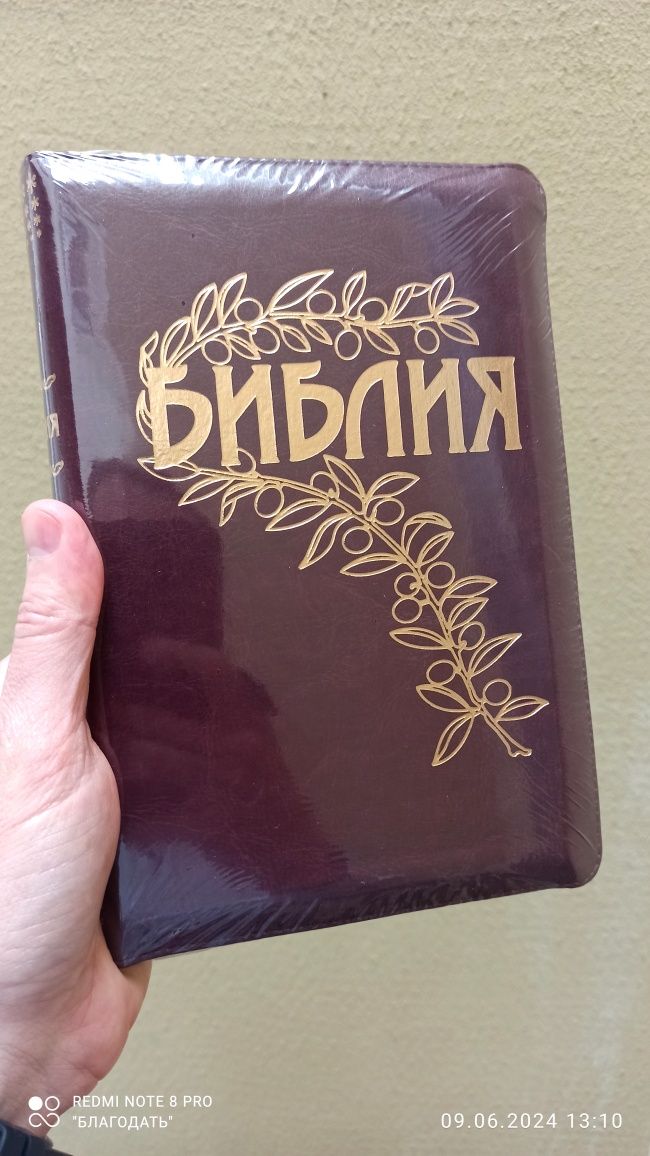 БИБЛИЯ
REDMI NOTE 8 PRO
"БЛАГОДАТЬ"
09.06.2024 13:10